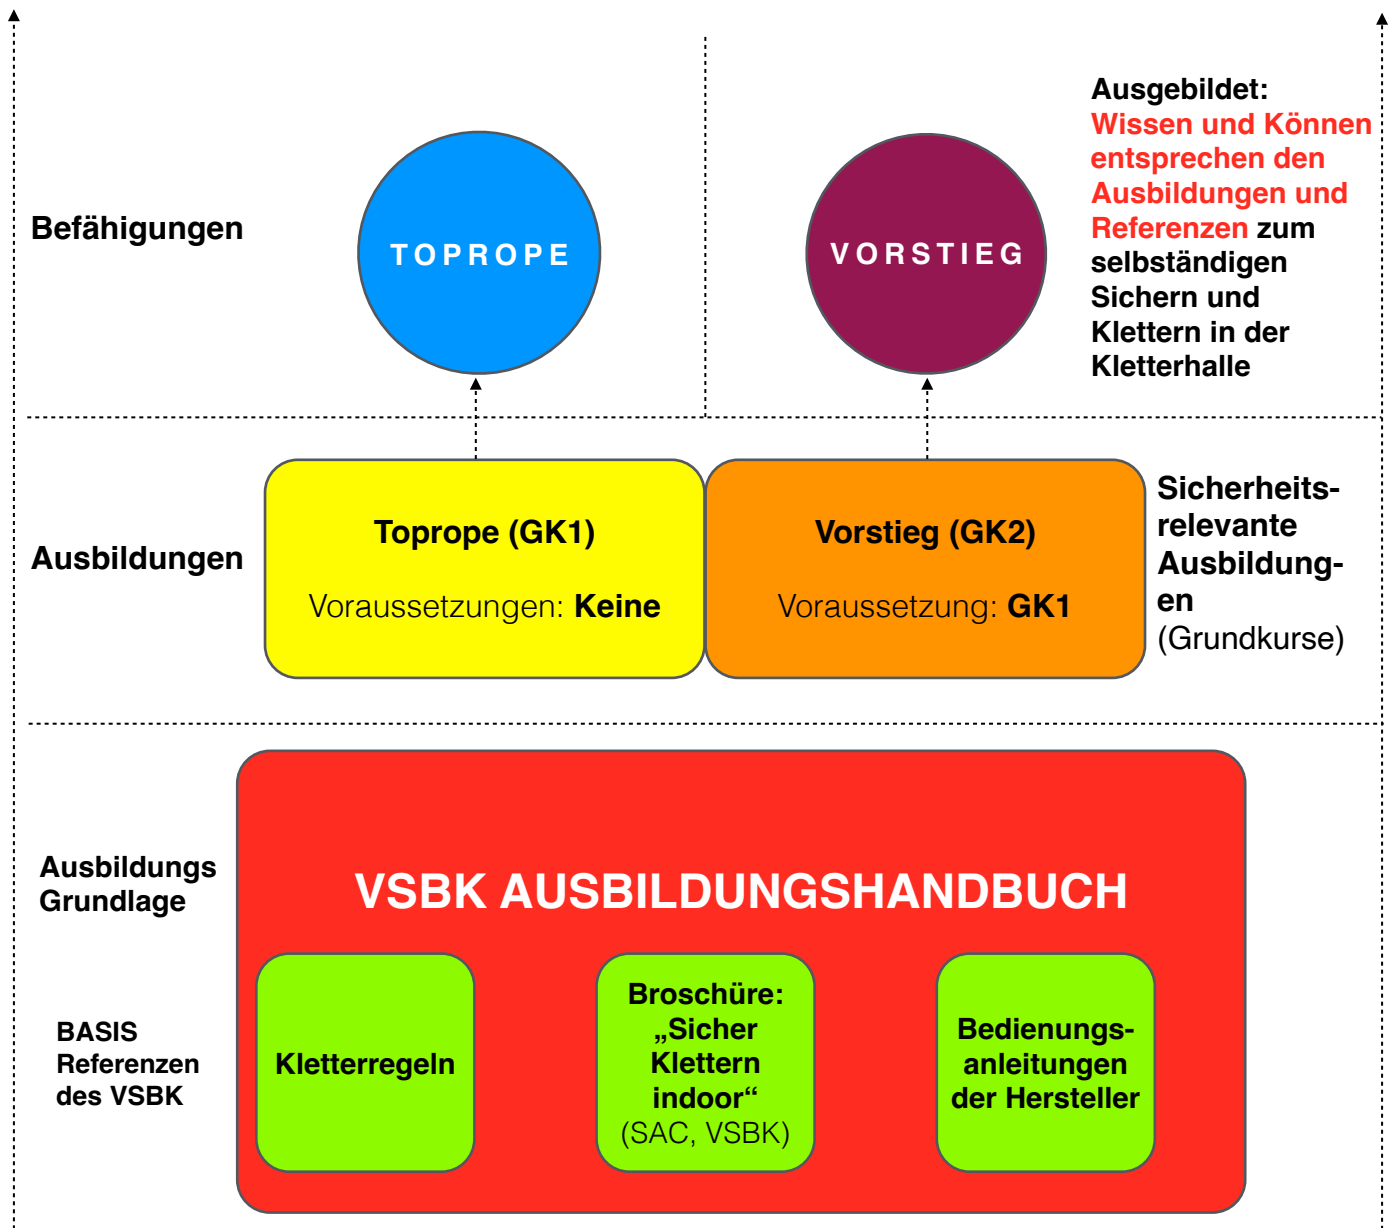 Befähigungen
TOPROPE
VORSTIEG
Ausgebildet:
Wissen und Können
entsprechen den
Ausbildungen und
Referenzen zum
selbständigen
Sichern und
Klettern in der
Kletterhalle
Ausbildungen
Toprope (GK1)
Voraussetzungen: Keine
Vorstieg (GK2)
Voraussetzung: GK1
Sicherheits-
relevante
Ausbildung-
en
(Grundkurse)
Ausbildungs
Grundlage
VSBK AUSBILDUNGSHANDBUCH
BASIS
Referenzen
des VSBK
Kletterregeln
Broschüre:
„Sicher
Klettern
indoor“
(SAC, VSBK)
Bedienungs-
anleitungen
der Hersteller